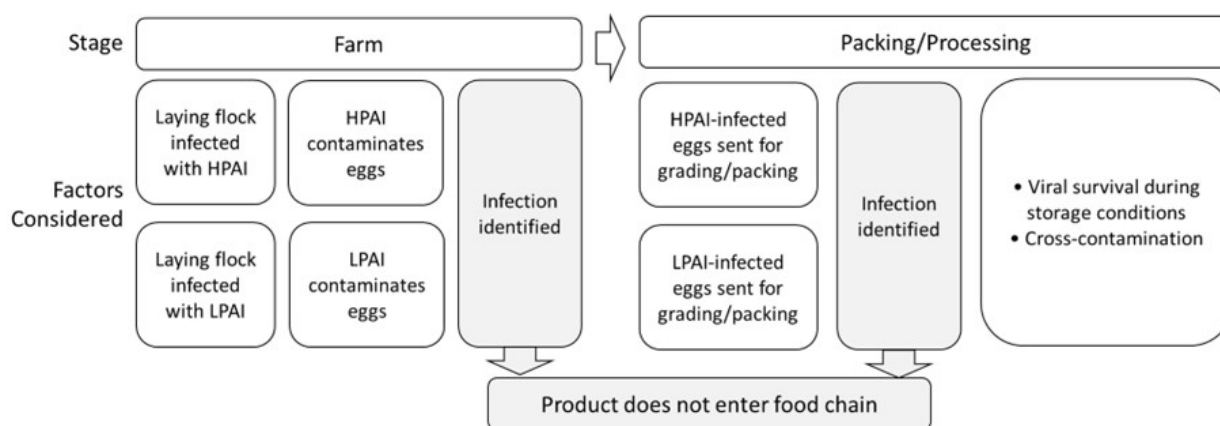 Stage
Farm
Packing/Processing
Factors
Considered
Laying flock
infected
with HPAI
HPAI
contaminates
eggs
Laying flock
infected
with LPAI
LPAI
contaminates
eggs
Infection
identified
HPAI-infected
eggs sent for
grading/packing
LPAI-infected
eggs sent for
grading/packing
Infection
identified
• Viral survival during
storage conditions
• Cross-contamination
Product does not enter food chain